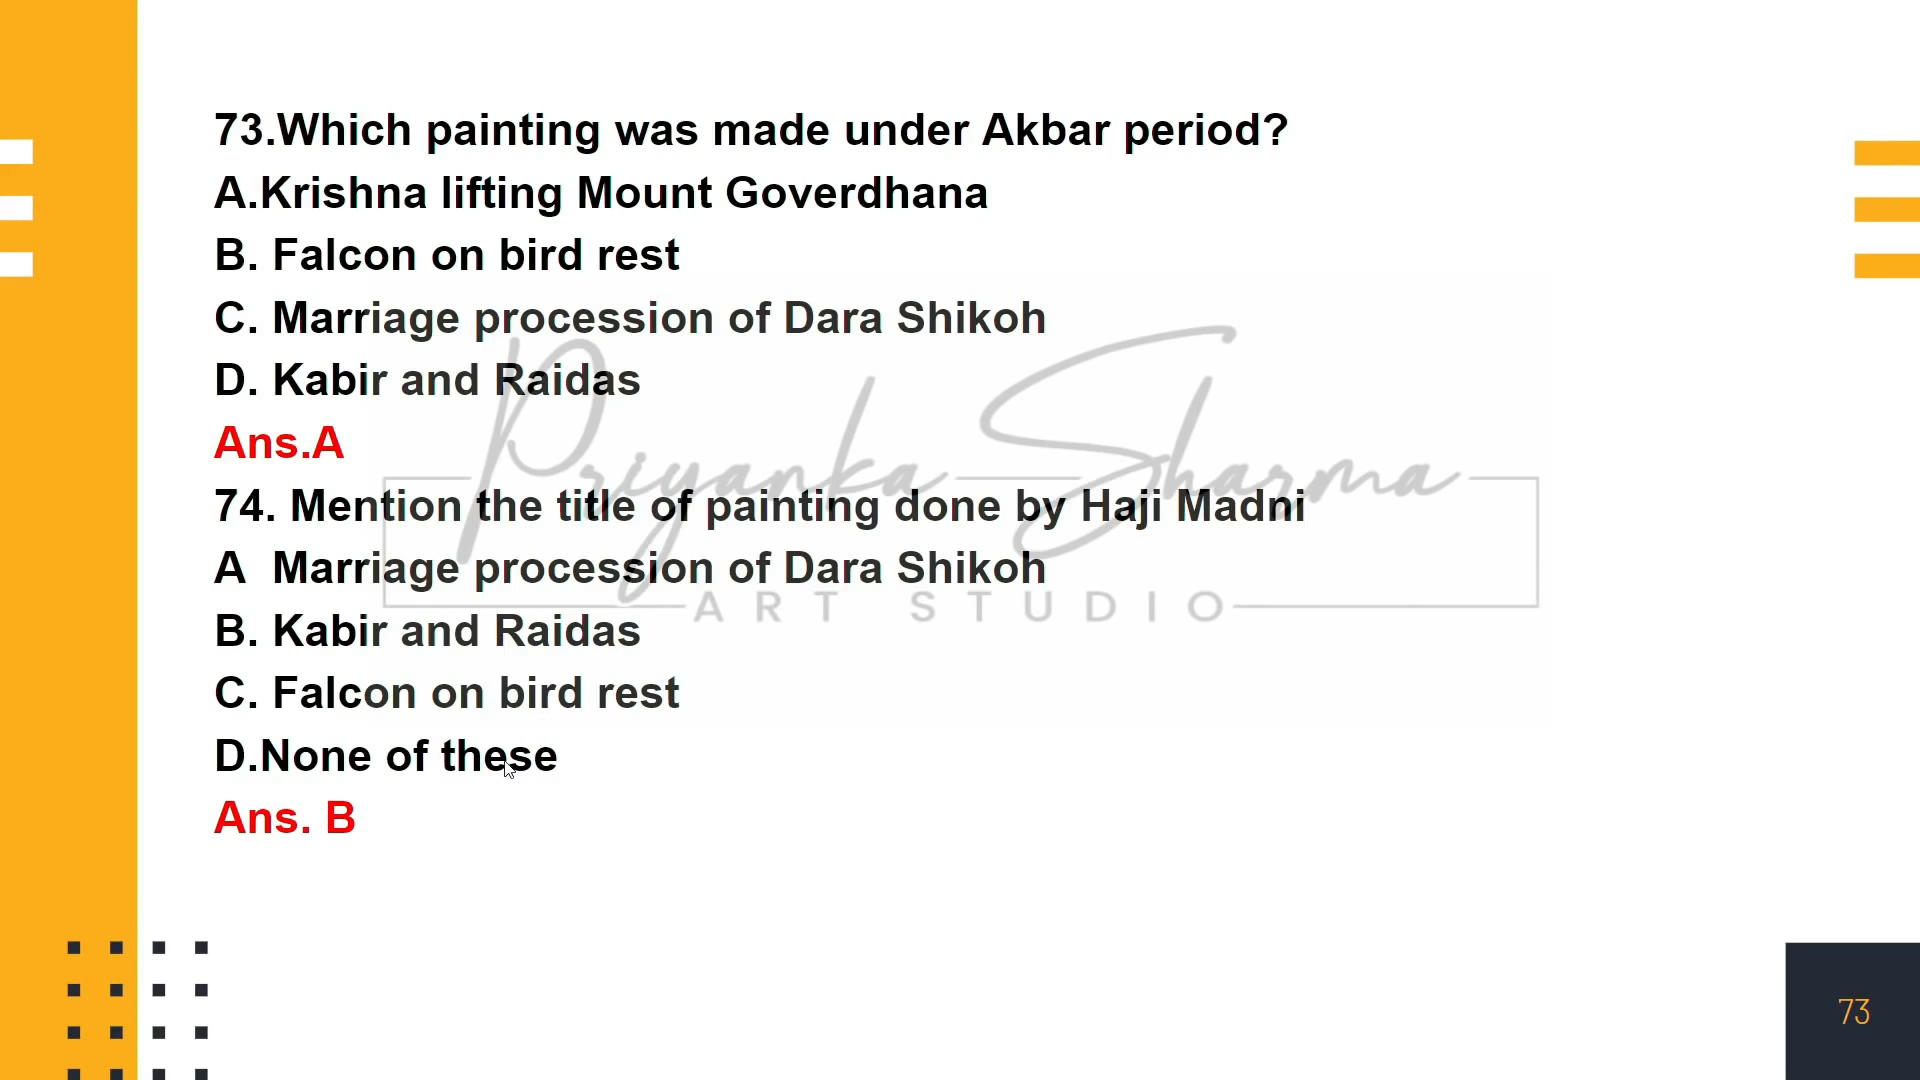 73.Which painting was made under Akbar period?
A.Krishna lifting Mount Goverdhana
B. Falcon on bird rest
C. Marriage procession of Dara Shikoh
D. Kabir and Raidas
Ans.A
74. Mention the title of painting done by Haji Madni
A  Marriage procession of Dara Shikoh
B. Kabir and Raidas
C. Falcon on bird rest
D.None of these
Ans. B
Priyanka Sharma
ART STUDIO
73